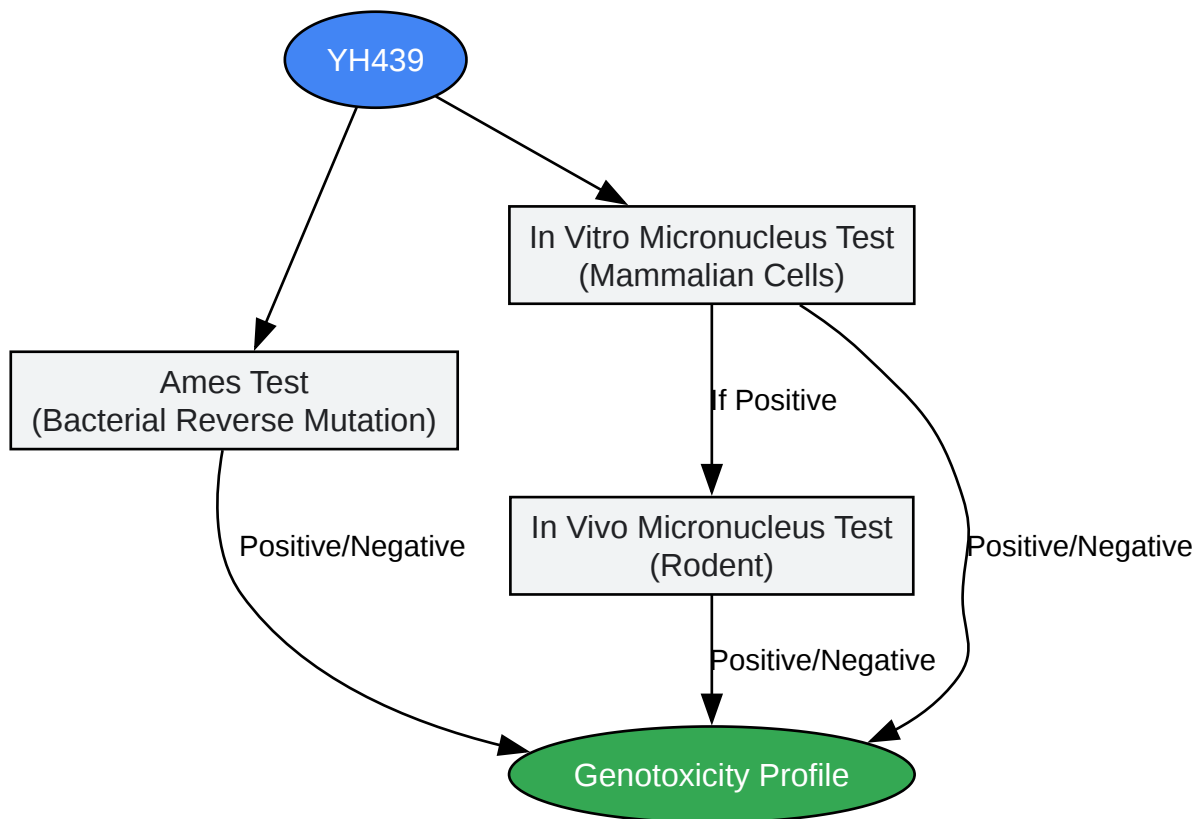 YH439
In Vitro Micronucleus Test
(Mammalian Cells)
Ames Test
(Bacterial Reverse Mutation)
If Positive
In Vivo Micronucleus Test
(Rodent)
Positive/Negative
Positive/Negative
Positive/Negative
Genotoxicity Profile